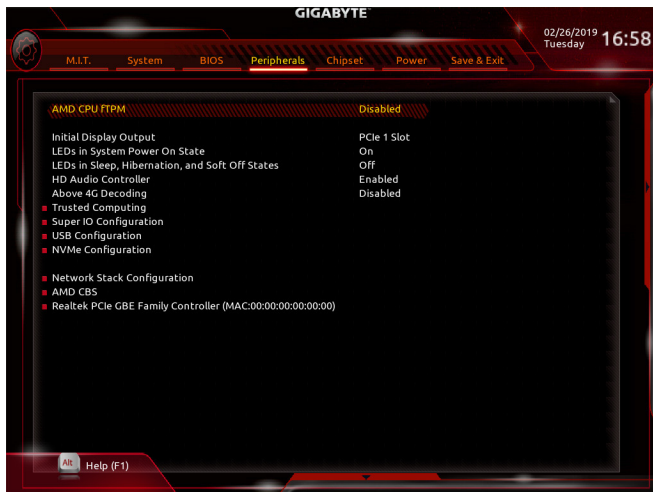 GIGABYTE
02/26/2019
Tuesday
16:58
M.I.T. System BIOS Peripherals Chipset Power Save & Exit
AMD CPU fTPM Disabled
Initial Display Output PCIe 1 Slot
LEDs in System Power On State On
LEDs in Sleep, Hibernation, and Soft Off States Off
HD Audio Controller Enabled
Above 4G Decoding Disabled
Trusted Computing
Super IO Configuration
USB Configuration
NVMe Configuration
Network Stack Configuration
AMD CBS
Realtek PCIe GBE Family Controller (MAC:00:00:00:00:00:00)
Alt Help (F1)